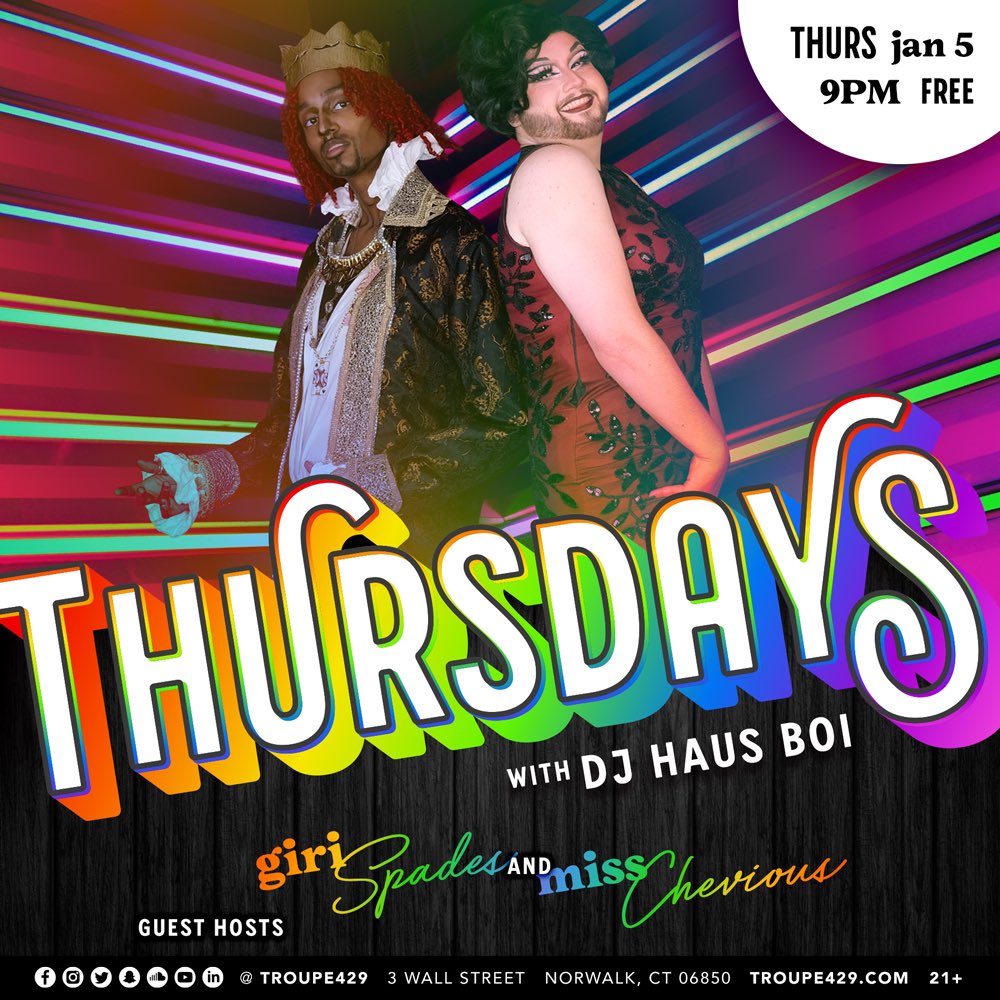 THURS jan 5
9PM FREE
THURSDAYS
WITH DJ HAUS BOI
giri Spades AND miss Chevious
GUEST HOSTS
@ TROUPE429 3 WALL STREET NORWALK, CT 06850 TROUPE429.COM 21+